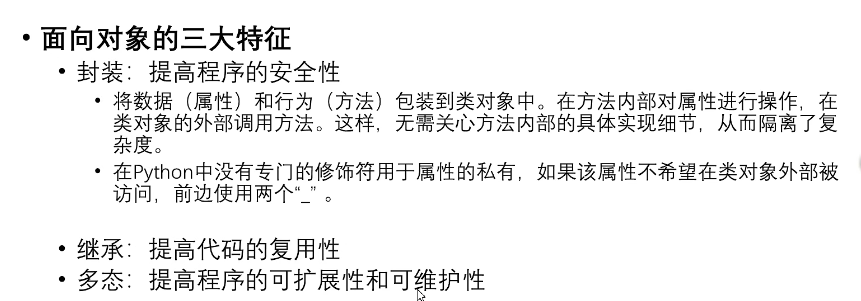 • 面向对象的三大特征
• 封装：提高程序的安全性
• 将数据（属性）和行为（方法）包装到类对象中。在方法内部对属性进行操作，在
类对象的外部调用方法。这样，无需关心方法内部的具体实现细节，从而隔离了复
杂度。
• 在Python中没有专门的修饰符用于属性的私有，如果该属性不希望在类对象外部被
访问，前边使用两个“_” 。
• 继承：提高代码的复用性
• 多态：提高程序的可扩展性和可维护性